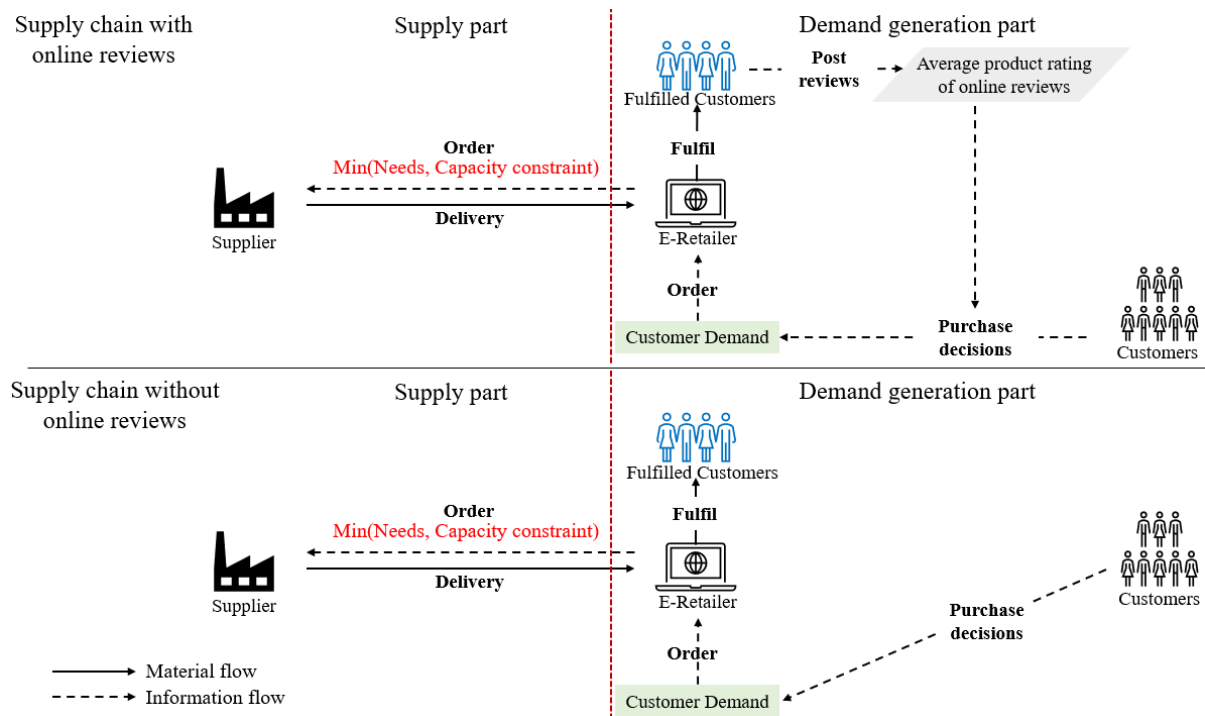 Supply chain with
online reviews
Supply part
Demand generation part
Post
reviews
Average product rating
of online reviews
Fulfilled Customers
Order
Min(Needs, Capacity constraint)
Fulfil
Delivery
Supplier
E-Retailer
Order
Customer Demand
Purchase
decisions
Customers
Supply chain without
online reviews
Supply part
Demand generation part
Fulfilled Customers
Order
Min(Needs, Capacity constraint)
Fulfil
Delivery
Supplier
E-Retailer
Customers
Purchase
decisions
Order
Material flow
Information flow
Customer Demand